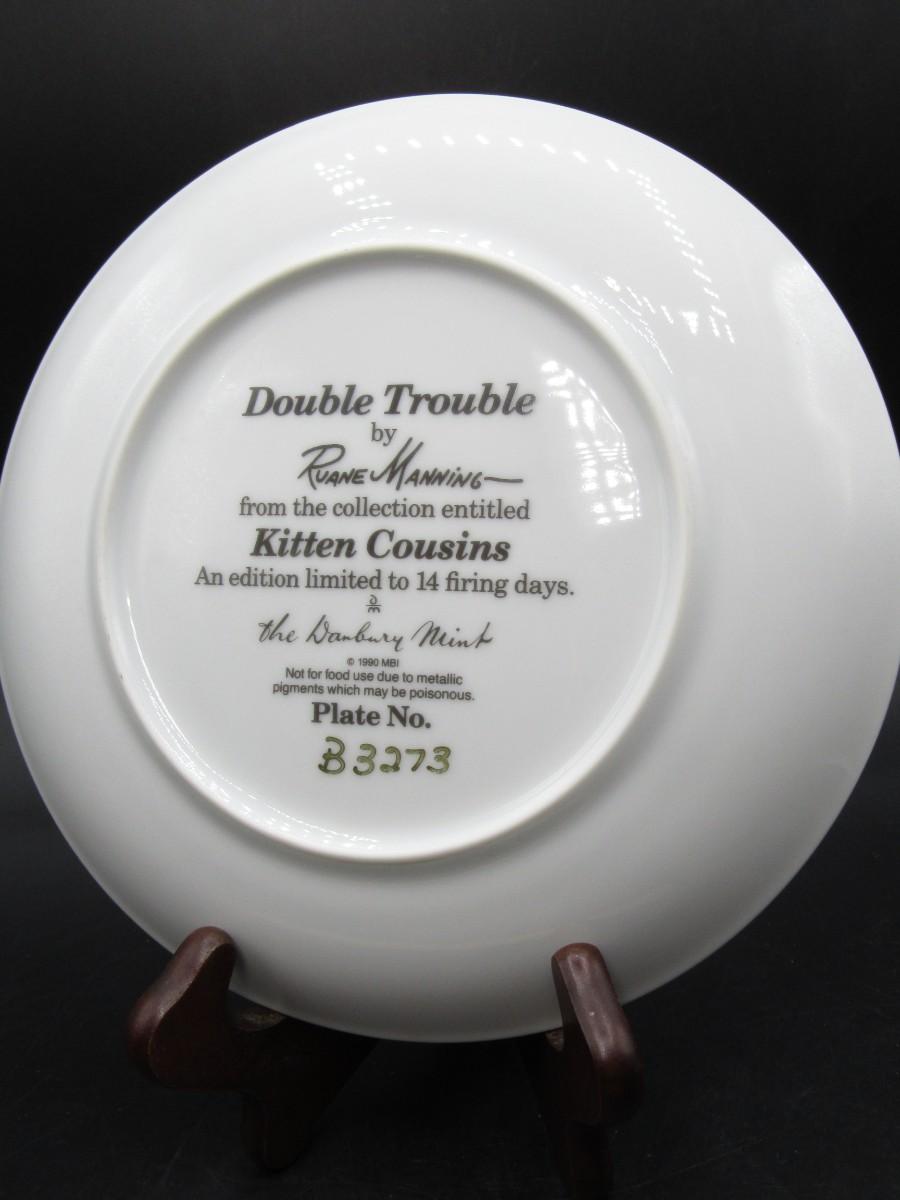 Double Trouble
by
Ruane Manning
from the collection entitled
Kitten Cousins
An edition limited to 14 firing days.
the Danbury Mint
© 1990 MBI
Not for food use due to metallic
pigments which may be poisonous.
Plate No.
B3273